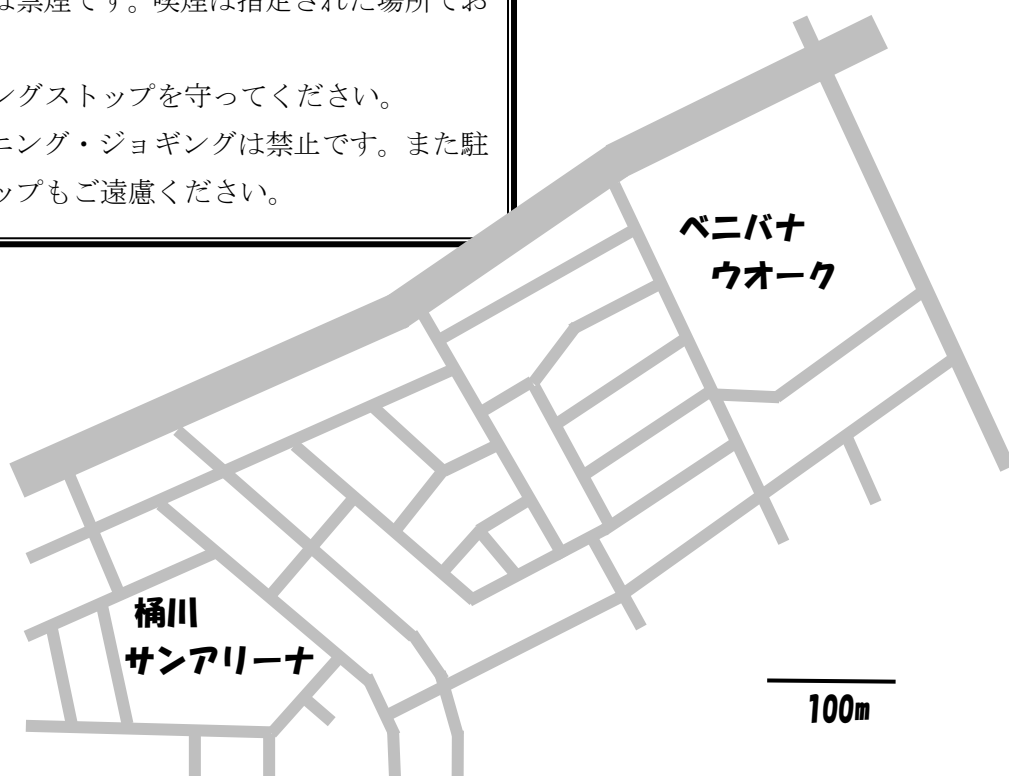 は禁煙です。喫煙は指定された場所でお
ングストップを守ってください。
ニング・ジョギングは禁止です。また駐
ップもご遠慮ください。
ベニバナ
ウオーク
桶川
サンアリーナ
100m